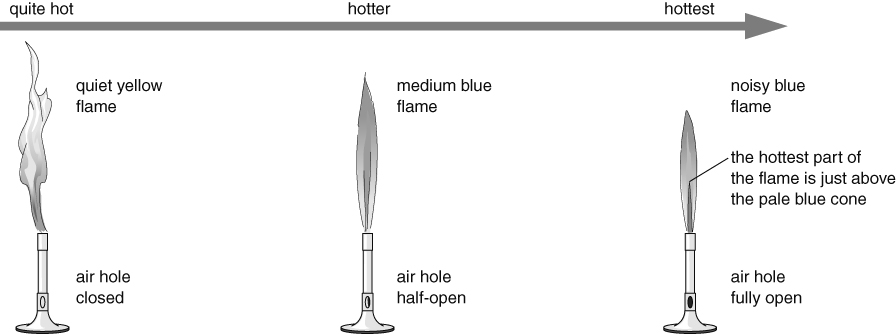 quite hot
hotter
hottest
quiet yellow
flame
medium blue
flame
noisy blue
flame
the hottest part of
the flame is just above
the pale blue cone
air hole
closed
air hole
half-open
air hole
fully open